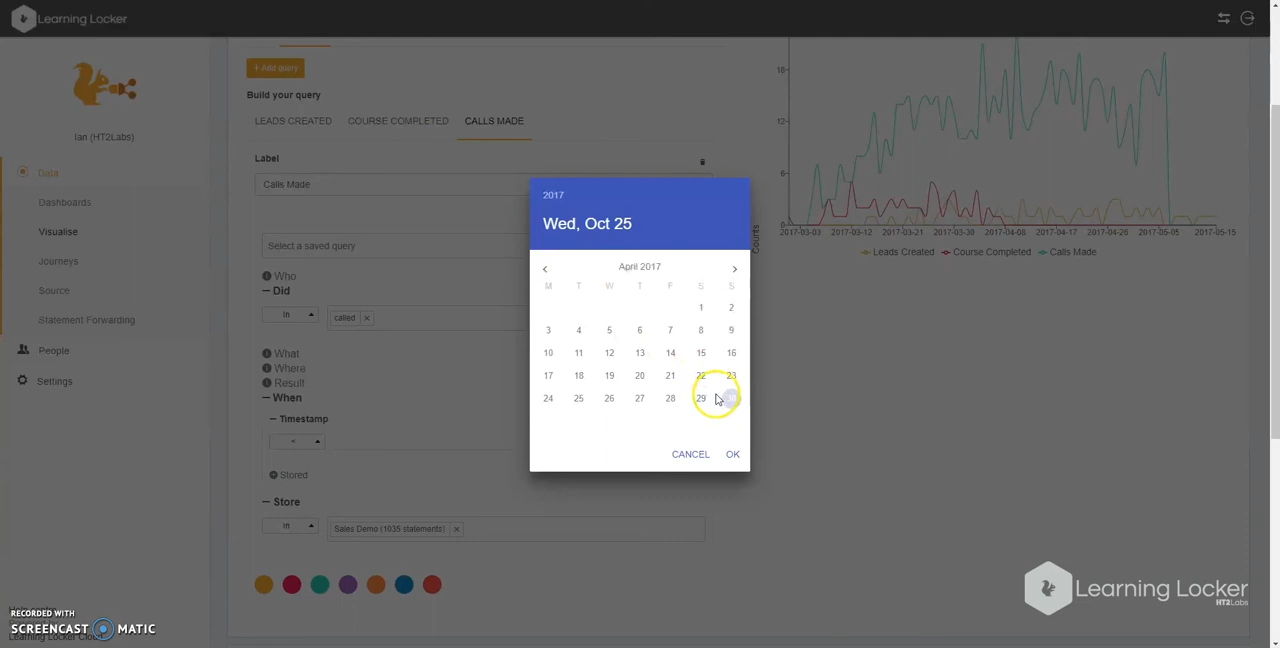 Learning Locker
Ian (HT2Labs)
Data
Dashboards
Visualise
Journeys
Source
Statement Forwarding
People
Settings
+ Add query
Build your query
LEADS CREATED COURSE COMPLETED CALLS MADE
Label
Calls Made
Select a saved query
Who
Did
In
called ×
What
Where
Result
When
Timestamp
<
Stored
Store
In
Sales Demo (1035 statements) ×
2017
Wed, Oct 25
April 2017
M T W T F S S
1 2
3 4 5 6 7 8 9
10 11 12 13 14 15 16
17 18 19 20 21 22 23
24 25 26 27 28 29 30
CANCEL OK
18
12
6
0
Counts
2017-03-03 2017-03-12 2017-03-21 2017-03-30 2017-04-08 2017-04-17 2017-04-26 2017-05-05 2017-05-15
Leads Created Course Completed Calls Made
Learning Locker
HT2Labs
RECORDED WITH
SCREENCAST MATIC